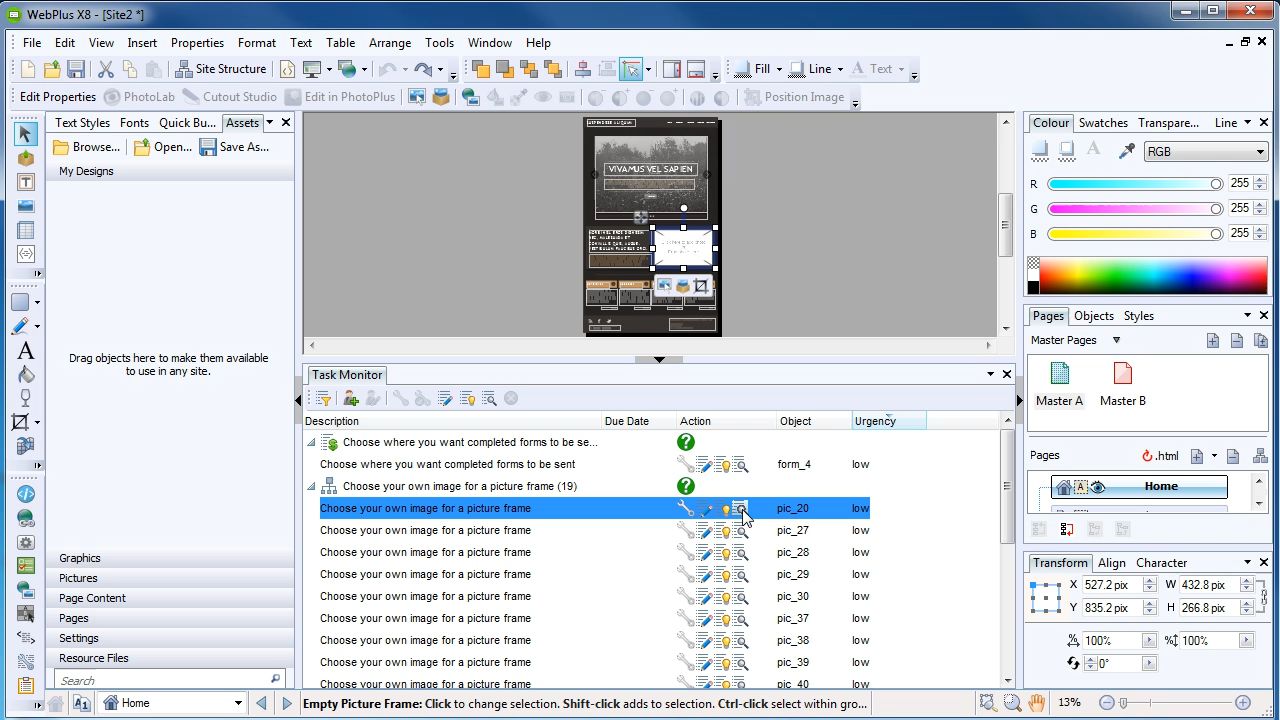 WebPlus X8 - [Site2 *]
File Edit View Insert Properties Format Text Table Arrange Tools Window Help
Site Structure Fill Line Text
Edit Properties PhotoLab Cutout Studio Edit in PhotoPlus Position Image
Text Styles Fonts Quick Bu... Assets
Browse... Open... Save As...
My Designs
Drag objects here to make them available
to use in any site.
Graphics
Pictures
Page Content
Pages
Settings
Resource Files
Search
VIVAMUS VEL SAPIEN
Task Monitor
Description Due Date Action Object Urgency
Choose where you want completed forms to be se...
Choose where you want completed forms to be sent form_4 low
Choose your own image for a picture frame (19)
Choose your own image for a picture frame pic_20 low
Choose your own image for a picture frame pic_27 low
Choose your own image for a picture frame pic_28 low
Choose your own image for a picture frame pic_29 low
Choose your own image for a picture frame pic_30 low
Choose your own image for a picture frame pic_37 low
Choose your own image for a picture frame pic_38 low
Choose your own image for a picture frame pic_39 low
Choose your own image for a picture frame pic_40 low
Colour Swatches Transpare... Line
RGB
R 255
G 255
B 255
Pages Objects Styles
Master Pages
Master A Master B
Pages .html
Home
Transform Align Character
X 527.2 pix W 432.8 pix
Y 835.2 pix H 266.8 pix
100% 100%
0°
Home
Empty Picture Frame: Click to change selection. Shift-click adds to selection. Ctrl-click select within gro...
13%